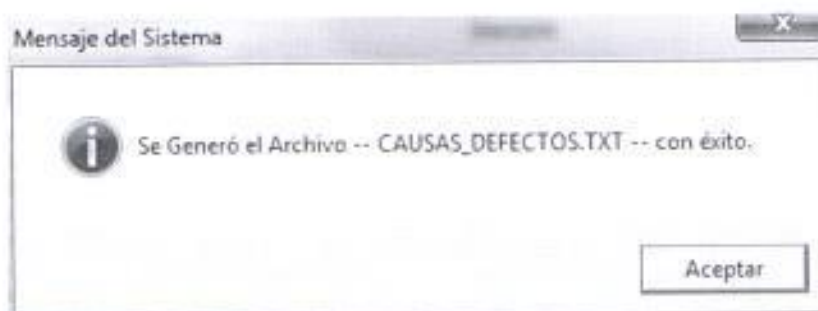 Mensaje del Sistema
Se Generó el Archivo -- CAUSAS_DEFECTOS.TXT -- con éxito.
Aceptar